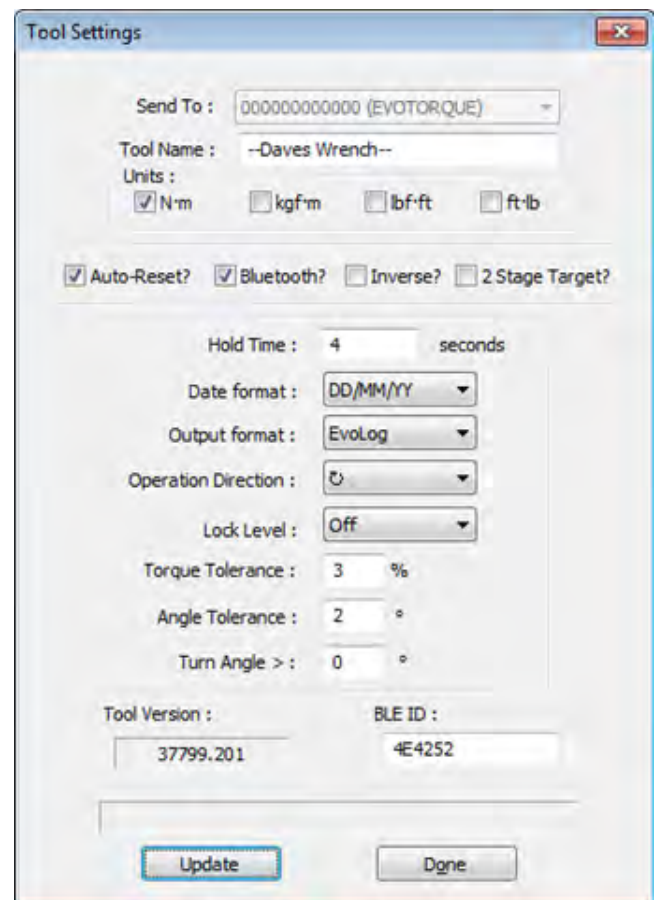 Tool Settings
Send To : 000000000000 (EVOTORQUE)
Tool Name : --Daves Wrench--
Units :
N·m kgf·m lbf·ft ft·lb
Auto-Reset? Bluetooth? Inverse? 2 Stage Target?
Hold Time : 4 seconds
Date format : DD/MM/YY
Output format : EvoLog
Operation Direction : ↻
Lock Level : Off
Torque Tolerance : 3 %
Angle Tolerance : 2 °
Turn Angle > : 0 °
Tool Version : BLE ID :
37799.201 4E4252
Update Done